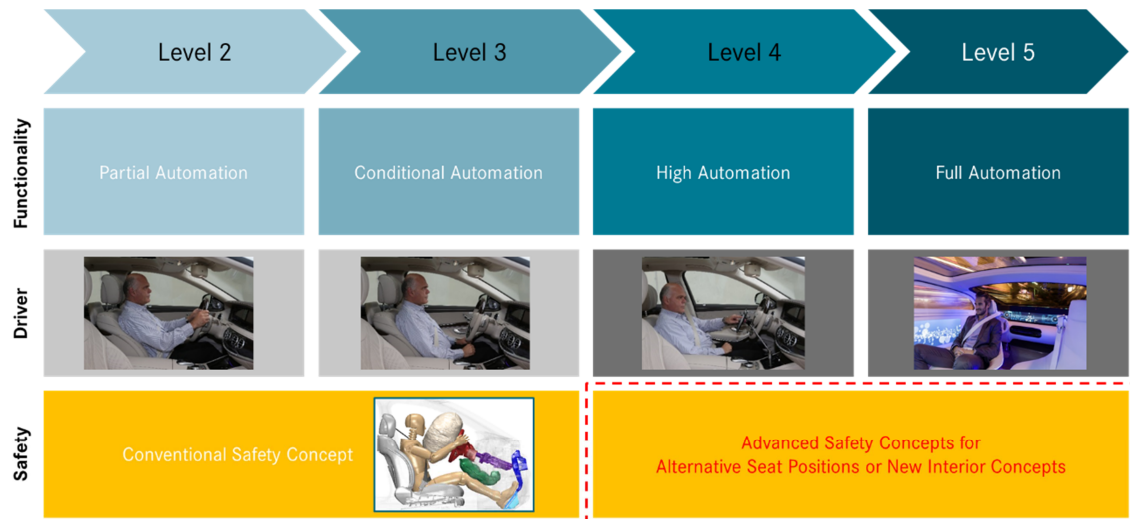 Level 2
Level 3
Level 4
Level 5
Functionality
Partial Automation
Conditional Automation
High Automation
Full Automation
Driver
Safety
Conventional Safety Concept
Advanced Safety Concepts for
Alternative Seat Positions or New Interior Concepts